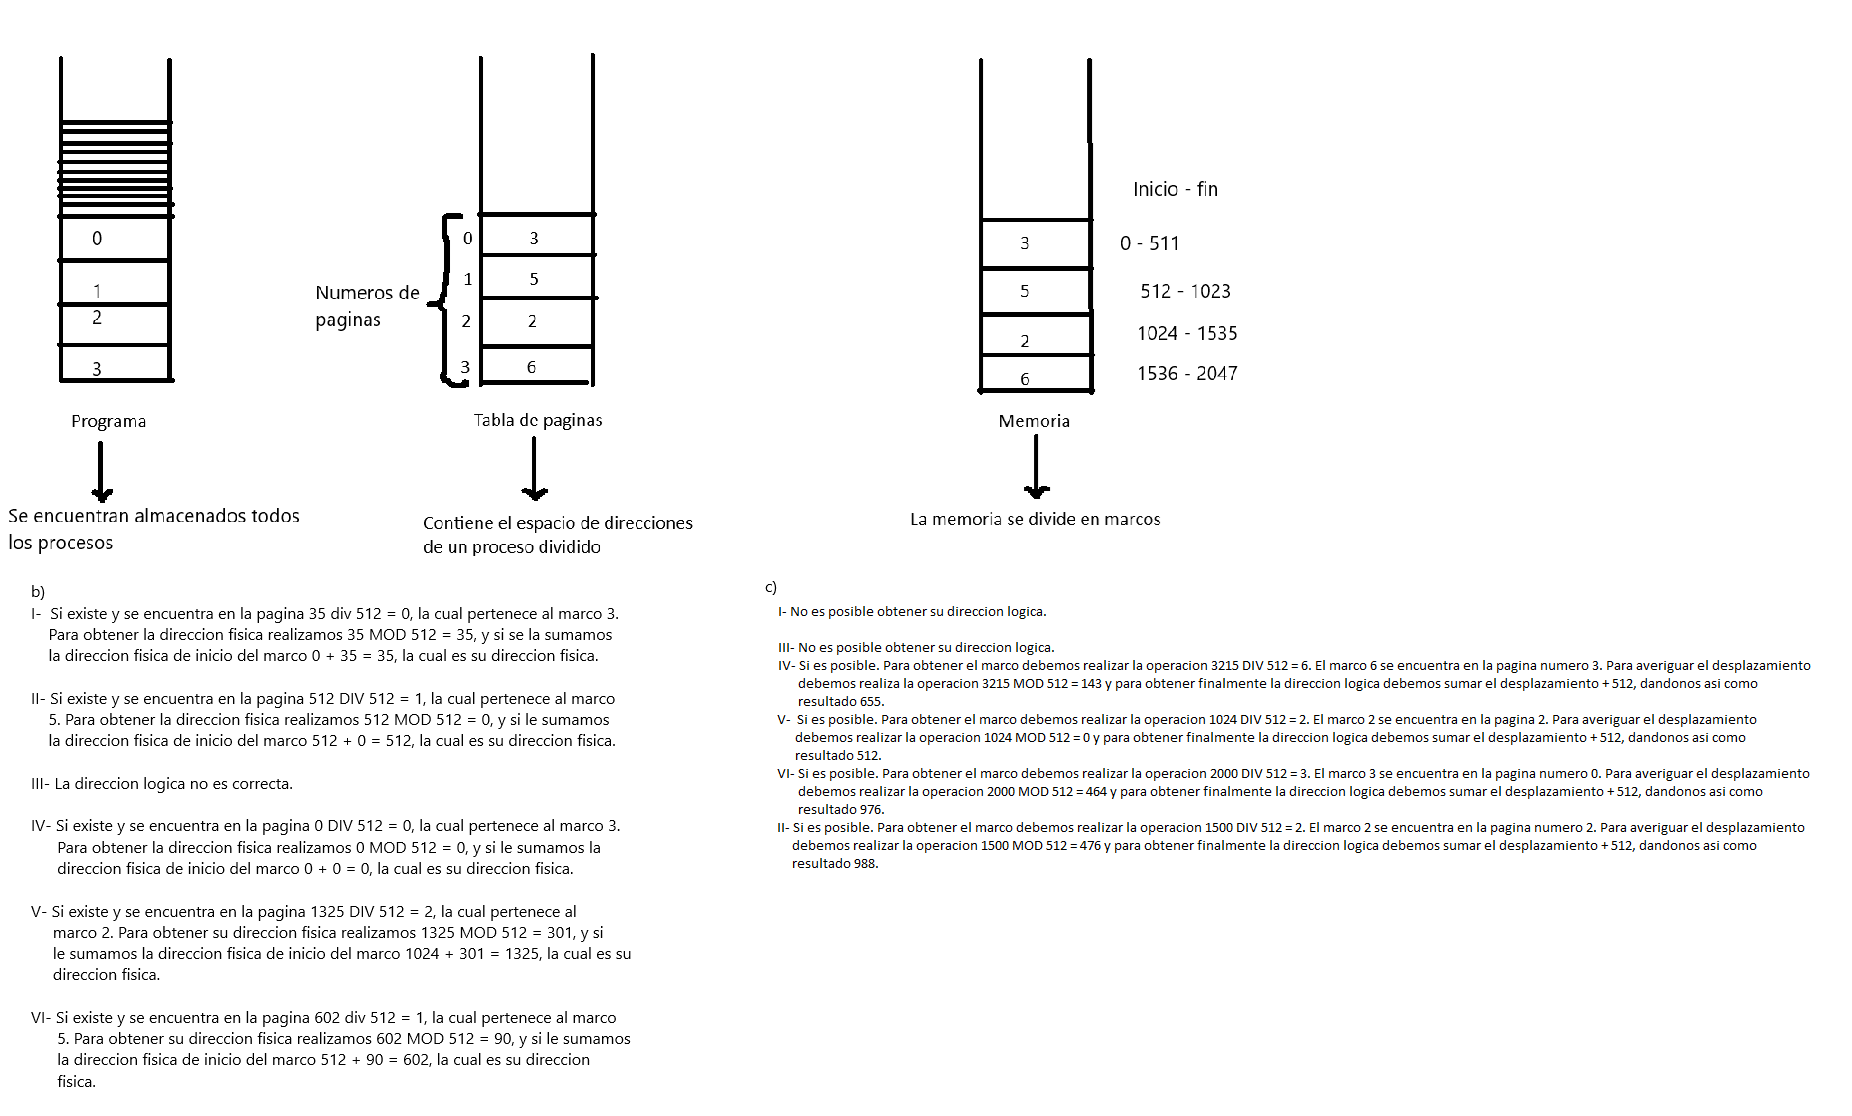 0
1
2
3
Programa
Se encuentran almacenados todos
los procesos
Numeros de
paginas
0 3
1 5
2 2
3 6
Tabla de paginas
Contiene el espacio de direcciones
de un proceso dividido
Inicio - fin
3 0 - 511
5 512 - 1023
2 1024 - 1535
6 1536 - 2047
Memoria
La memoria se divide en marcos
b)
I- Si existe y se encuentra en la pagina 35 div 512 = 0, la cual pertenece al marco 3.
Para obtener la direccion fisica realizamos 35 MOD 512 = 35, y si se la sumamos
la direccion fisica de inicio del marco 0 + 35 = 35, la cual es su direccion fisica.
II- Si existe y se encuentra en la pagina 512 DIV 512 = 1, la cual pertenece al marco
5. Para obtener la direccion fisica realizamos 512 MOD 512 = 0, y si le sumamos
la direccion fisica de inicio del marco 512 + 0 = 512, la cual es su direccion fisica.
III- La direccion logica no es correcta.
IV- Si existe y se encuentra en la pagina 0 DIV 512 = 0, la cual pertenece al marco 3.
Para obtener la direccion fisica realizamos 0 MOD 512 = 0, y si le sumamos la
direccion fisica de inicio del marco 0 + 0 = 0, la cual es su direccion fisica.
V- Si existe y se encuentra en la pagina 1325 DIV 512 = 2, la cual pertenece al
marco 2. Para obtener su direccion fisica realizamos 1325 MOD 512 = 301, y si
le sumamos la direccion fisica de inicio del marco 1024 + 301 = 1325, la cual es su
direccion fisica.
VI- Si existe y se encuentra en la pagina 602 div 512 = 1, la cual pertenece al marco
5. Para obtener su direccion fisica realizamos 602 MOD 512 = 90, y si le sumamos
la direccion fisica de inicio del marco 512 + 90 = 602, la cual es su direccion
fisica.
c)
I- No es posible obtener su direccion logica.
III- No es posible obtener su direccion logica.
IV- Si es posible. Para obtener el marco debemos realizar la operacion 3215 DIV 512 = 6. El marco 6 se encuentra en la pagina numero 3. Para averiguar el desplazamiento
debemos realiza la operacion 3215 MOD 512 = 143 y para obtener finalmente la direccion logica debemos sumar el desplazamiento + 512, dandonos asi como
resultado 655.
V- Si es posible. Para obtener el marco debemos realizar la operacion 1024 DIV 512 = 2. El marco 2 se encuentra en la pagina 2. Para averiguar el desplazamiento
debemos realizar la operacion 1024 MOD 512 = 0 y para obtener finalmente la direccion logica debemos sumar el desplazamiento + 512, dandonos asi como
resultado 512.
VI- Si es posible. Para obtener el marco debemos realizar la operacion 2000 DIV 512 = 3. El marco 3 se encuentra en la pagina numero 0. Para averiguar el desplazamiento
debemos realizar la operacion 2000 MOD 512 = 464 y para obtener finalmente la direccion logica debemos sumar el desplazamiento + 512, dandonos asi como
resultado 976.
II- Si es posible. Para obtener el marco debemos realizar la operacion 1500 DIV 512 = 2. El marco 2 se encuentra en la pagina numero 2. Para averiguar el desplazamiento
debemos realizar la operacion 1500 MOD 512 = 476 y para obtener finalmente la direccion logica debemos sumar el desplazamiento + 512, dandonos asi como
resultado 988.